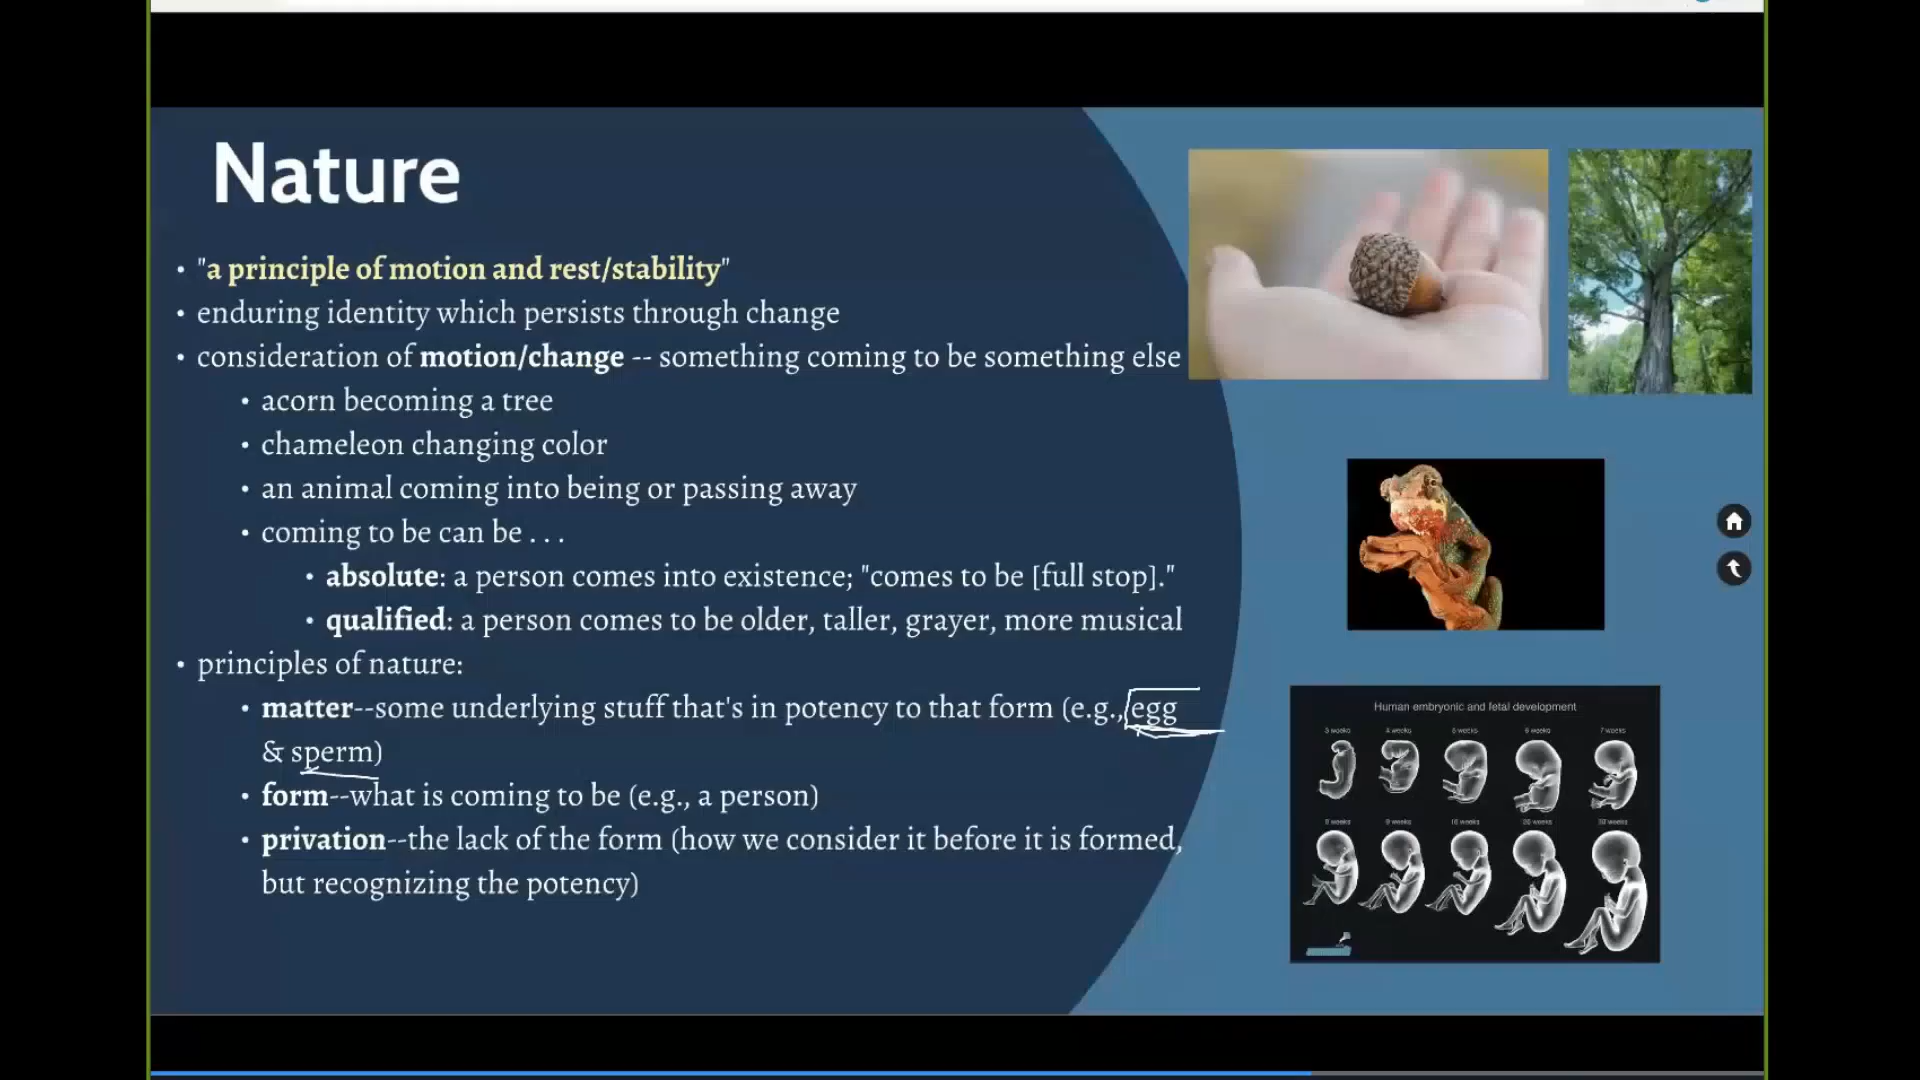 Nature
• "a principle of motion and rest/stability"
• enduring identity which persists through change
• consideration of motion/change -- something coming to be something else
• acorn becoming a tree
• chameleon changing color
• an animal coming into being or passing away
• coming to be can be . . .
• absolute: a person comes into existence; "comes to be [full stop]."
• qualified: a person comes to be older, taller, grayer, more musical
• principles of nature:
• matter--some underlying stuff that's in potency to that form (e.g., egg
& sperm)
• form--what is coming to be (e.g., a person)
• privation--the lack of the form (how we consider it before it is formed,
but recognizing the potency)
Human embryonic and fetal development